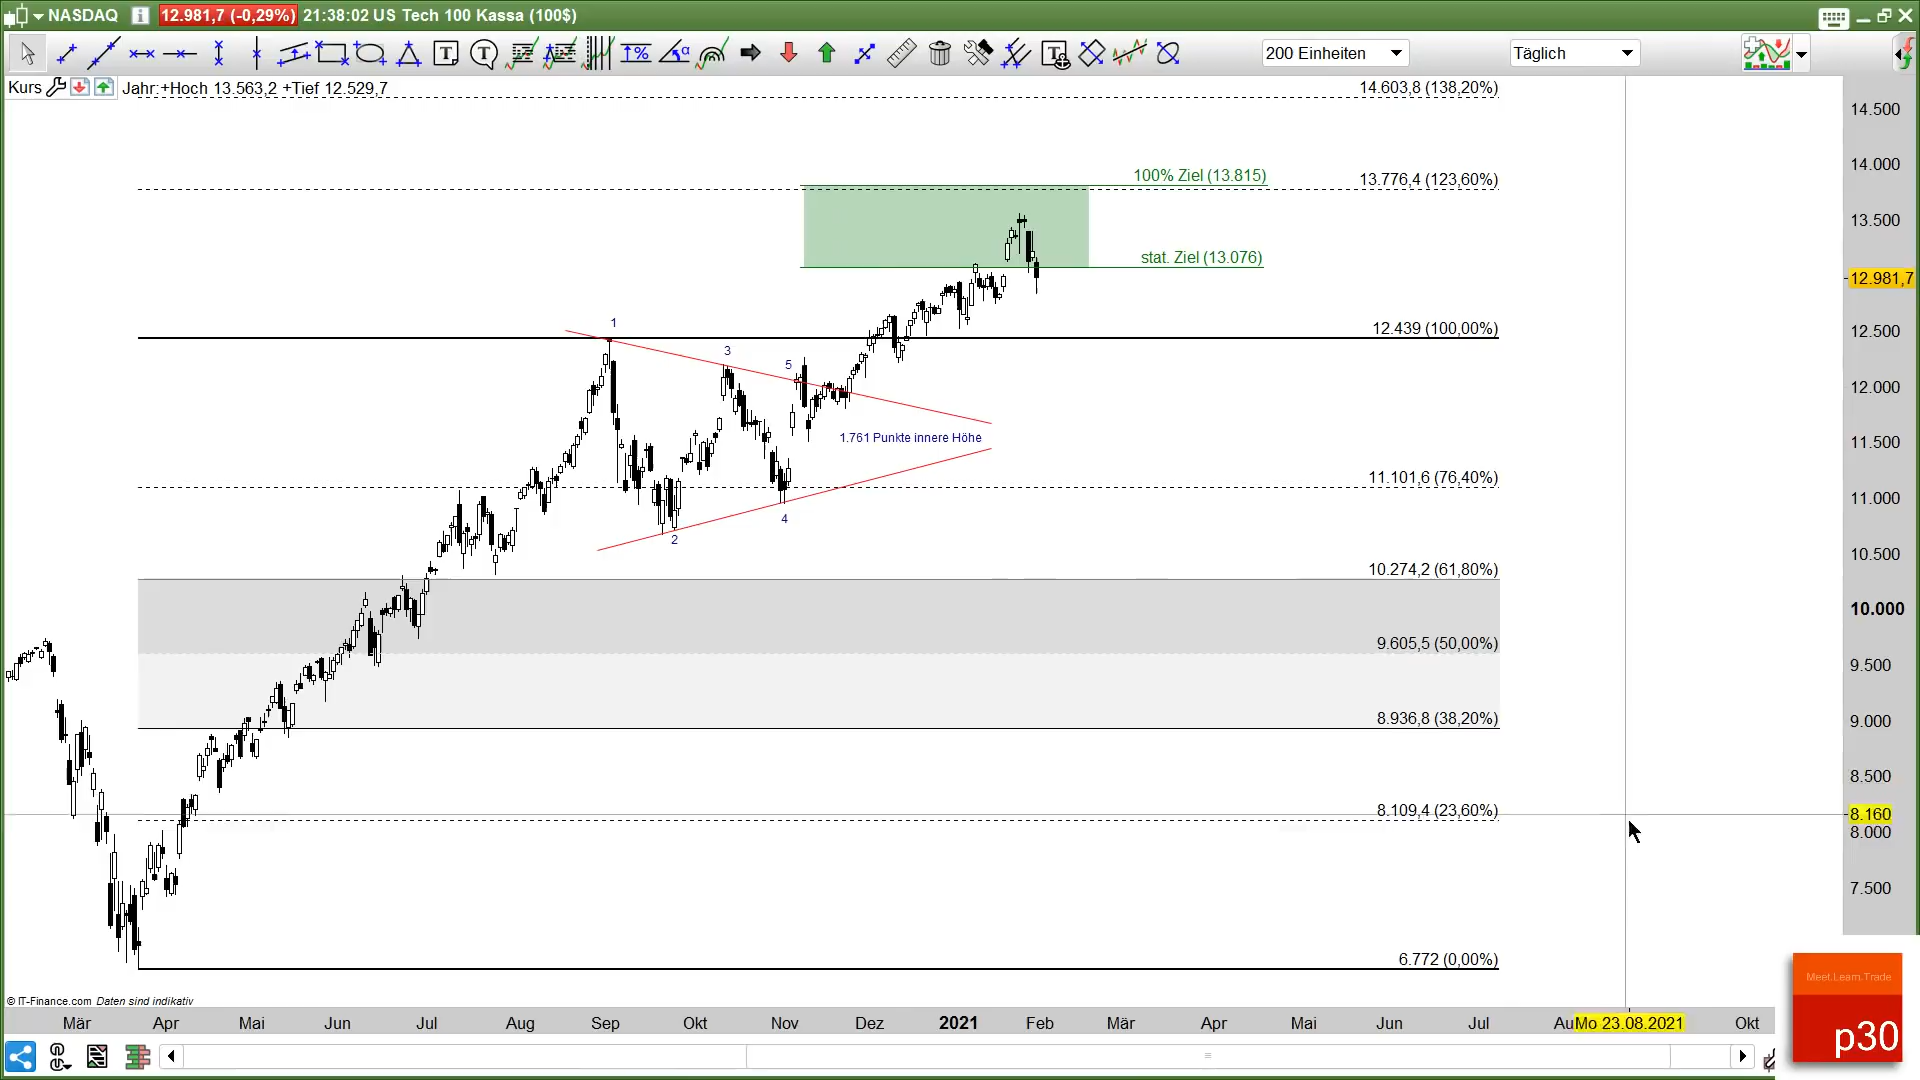 NASDAQ
12.981,7 (-0,29%)
21:38:02 US Tech 100 Kassa (100$)
200 Einheiten
Täglich
Kurs
Jahr:+Hoch 13.563,2 +Tief 12.529,7
14.603,8 (138,20%)
14.500
14.000
100% Ziel (13.815)
13.776,4 (123,60%)
13.500
stat. Ziel (13.076)
12.981,7
12.439 (100,00%)
12.500
1
3
5
12.000
1.761 Punkte innere Höhe
11.500
11.101,6 (76,40%)
11.000
4
2
10.500
10.274,2 (61,80%)
10.000
9.605,5 (50,00%)
9.500
8.936,8 (38,20%)
9.000
8.500
8.109,4 (23,60%)
8.160
8.000
7.500
6.772 (0,00%)
© IT-Finance.com Daten sind indikativ
Mär Apr Mai Jun Jul Aug Sep Okt Nov Dez 2021 Feb Mär Apr Mai Jun Jul Au Mo 23.08.2021 Okt
Meet.Learn.Trade
p30